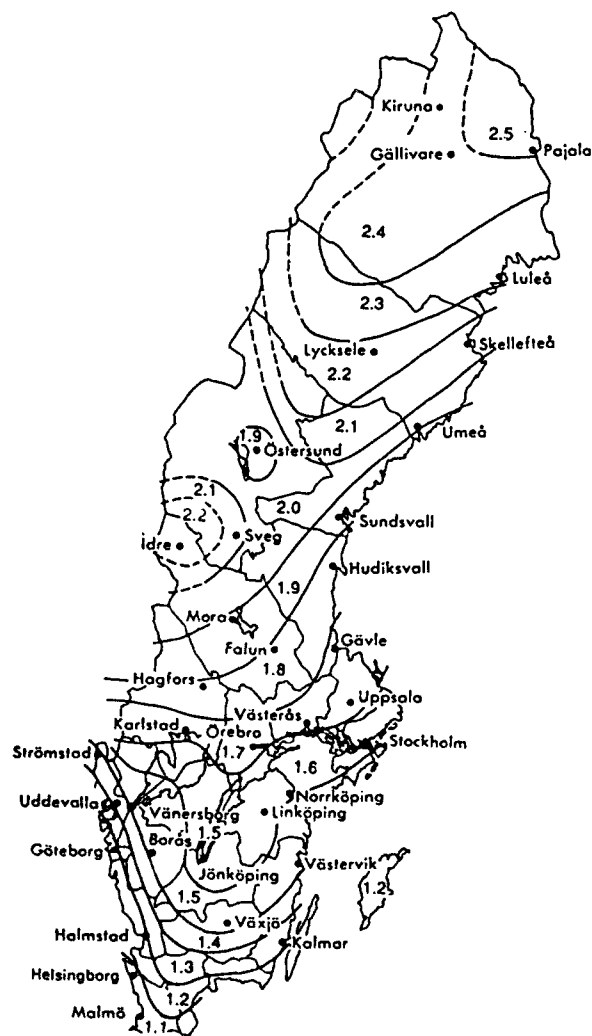 Kiruna
2.5
Pajala
Gällivare
2.4
Luleå
2.3
Skellefteå
Lycksele
2.2
2.1
Umeå
1.9
Östersund
2.1
2.0
2.2
Sundsvall
Idre
Sveg
Hudiksvall
1.9
Mora
Gävle
Falun
1.8
Hagfors
Uppsala
Västerås
Karlstad
Örebro
1.7
Stockholm
Strömstad
1.6
Norrköping
Uddevalla
Vänersborg
Linköping
1.5
Borås
Göteborg
Västervik
Jönköping
1.2
1.5
Växjö
Halmstad
1.4
Kalmar
1.3
Helsingborg
1.2
Malmö
1.1